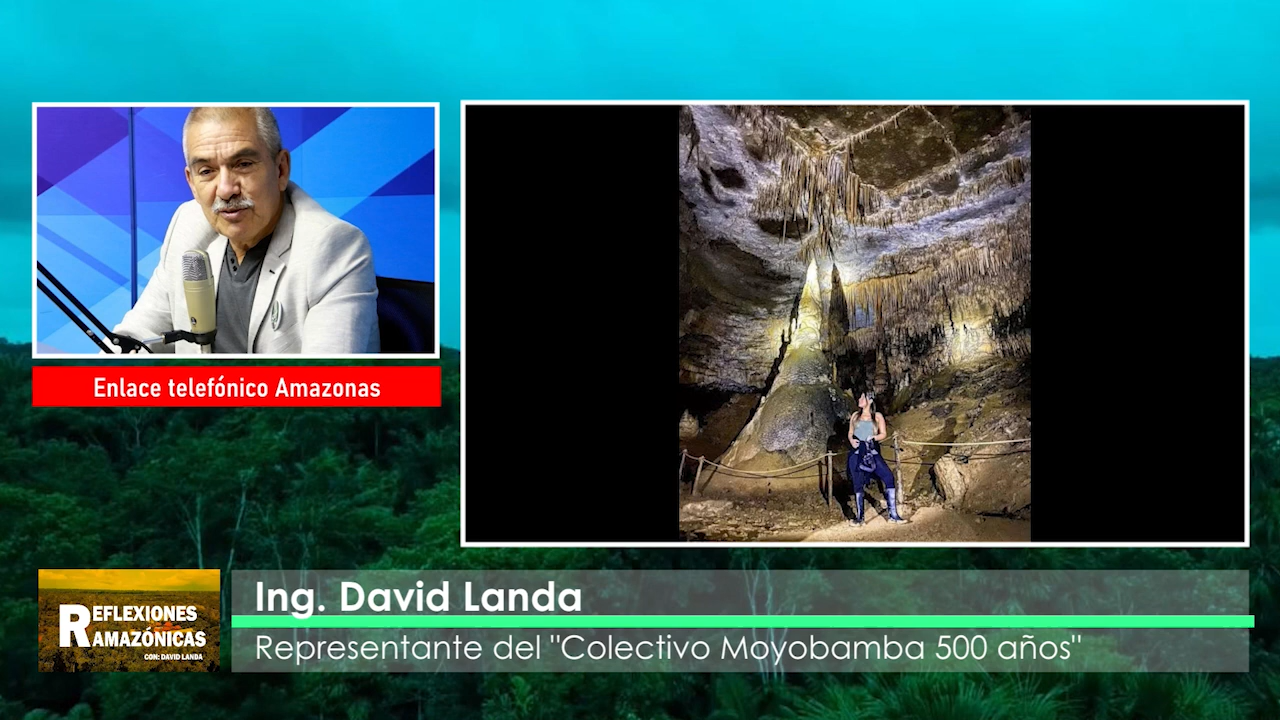 Enlace telefónico Amazonas
REFLEXIONES
AMAZÓNICAS
CON: DAVID LANDA
Ing. David Landa
Representante del "Colectivo Moyobamba 500 años"